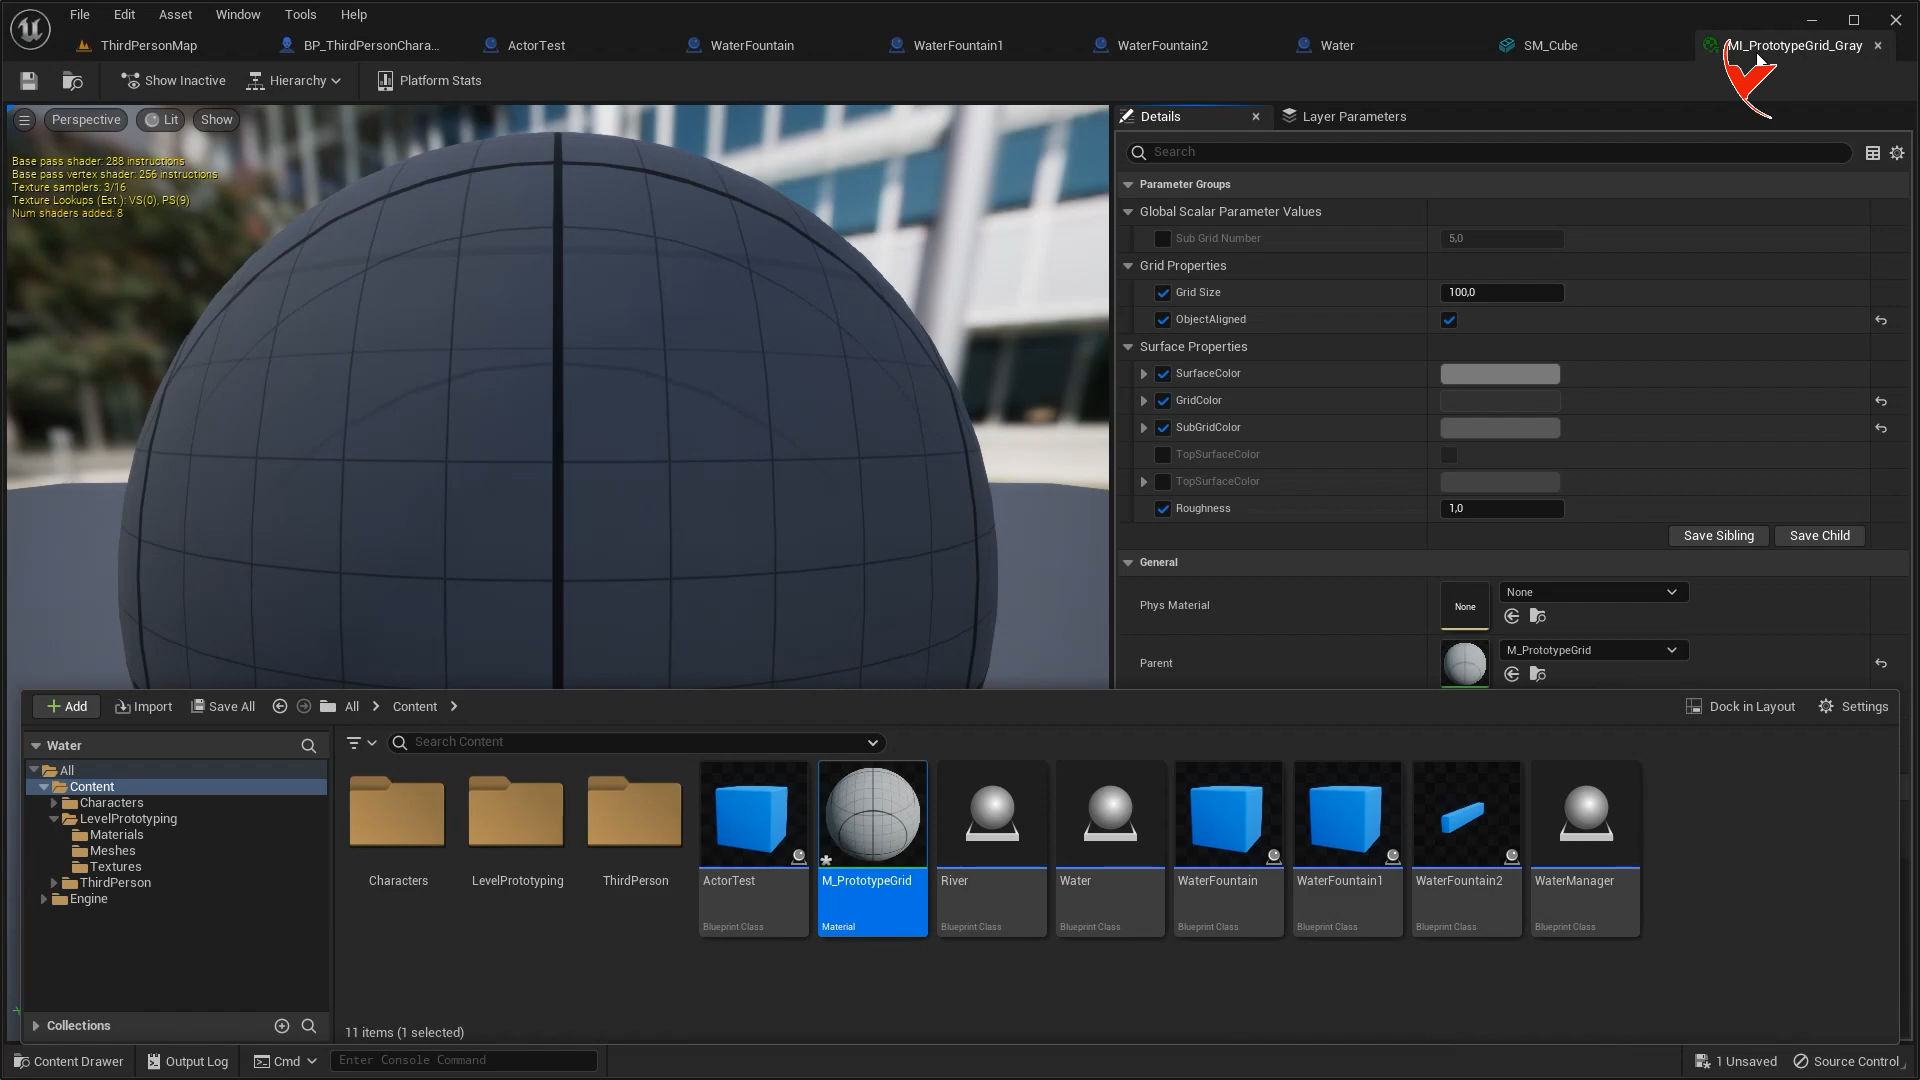 File Edit Asset Window Tools Help
ThirdPersonMap BP_ThirdPersonChara... ActorTest WaterFountain WaterFountain1 WaterFountain2 Water SM_Cube MI_PrototypeGrid_Gray
Show Inactive Hierarchy Platform Stats
Perspective Lit Show
Base pass shader: 288 instructions
Base pass vertex shader: 256 instructions
Texture samplers: 3/16
Texture Lookups (Est.): VS(0), PS(9)
Num shaders added: 8
Details Layer Parameters
Search
Parameter Groups
Global Scalar Parameter Values
Sub Grid Number 5,0
Grid Properties
Grid Size 100,0
ObjectAligned
Surface Properties
SurfaceColor
GridColor
SubGridColor
TopSurfaceColor
TopSurfaceColor
Roughness 1,0
Save Sibling Save Child
General
Phys Material None None
Parent M_PrototypeGrid
Add Import Save All All Content Dock in Layout Settings
Water
Search Content
All
Content
Characters
LevelPrototyping
Materials
Meshes
Textures
ThirdPerson
Engine
Characters LevelPrototyping ThirdPerson ActorTest M_PrototypeGrid River Water WaterFountain WaterFountain1 WaterFountain2 WaterManager
Blueprint Class Material Blueprint Class Blueprint Class Blueprint Class Blueprint Class Blueprint Class Blueprint Class
Collections
11 items (1 selected)
Content Drawer Output Log Cmd Enter Console Command 1 Unsaved Source Control